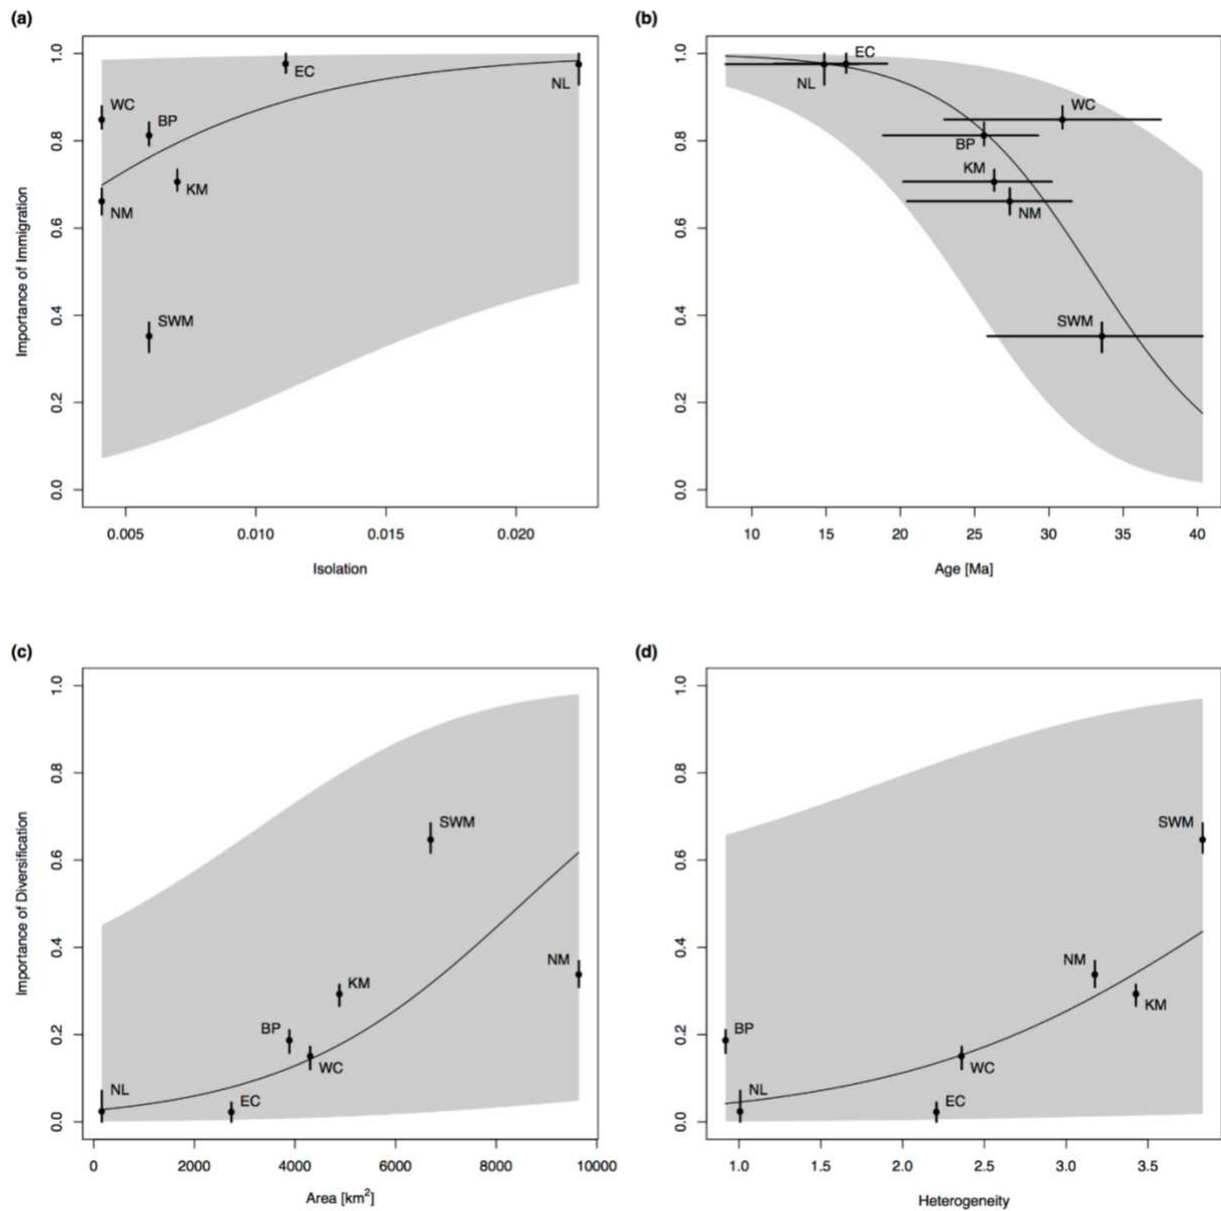 (a)
1.0
0.8
0.6
0.4
0.2
0.0
Importance of Immigration
EC
NL
WC
BP
KM
NM
SWM
0.005 0.010 0.015 0.020
Isolation
(b)
1.0
0.8
0.6
0.4
0.2
0.0
EC
NL
WC
BP
KM
NM
SWM
10 15 20 25 30 35 40
Age [Ma]
(c)
1.0
0.8
0.6
0.4
0.2
0.0
Importance of Diversification
SWM
NM
KM
BP
WC
NL
EC
0 2000 4000 6000 8000 10000
Area [km²]
(d)
1.0
0.8
0.6
0.4
0.2
0.0
SWM
NM
KM
BP
WC
NL
EC
1.0 1.5 2.0 2.5 3.0 3.5
Heterogeneity